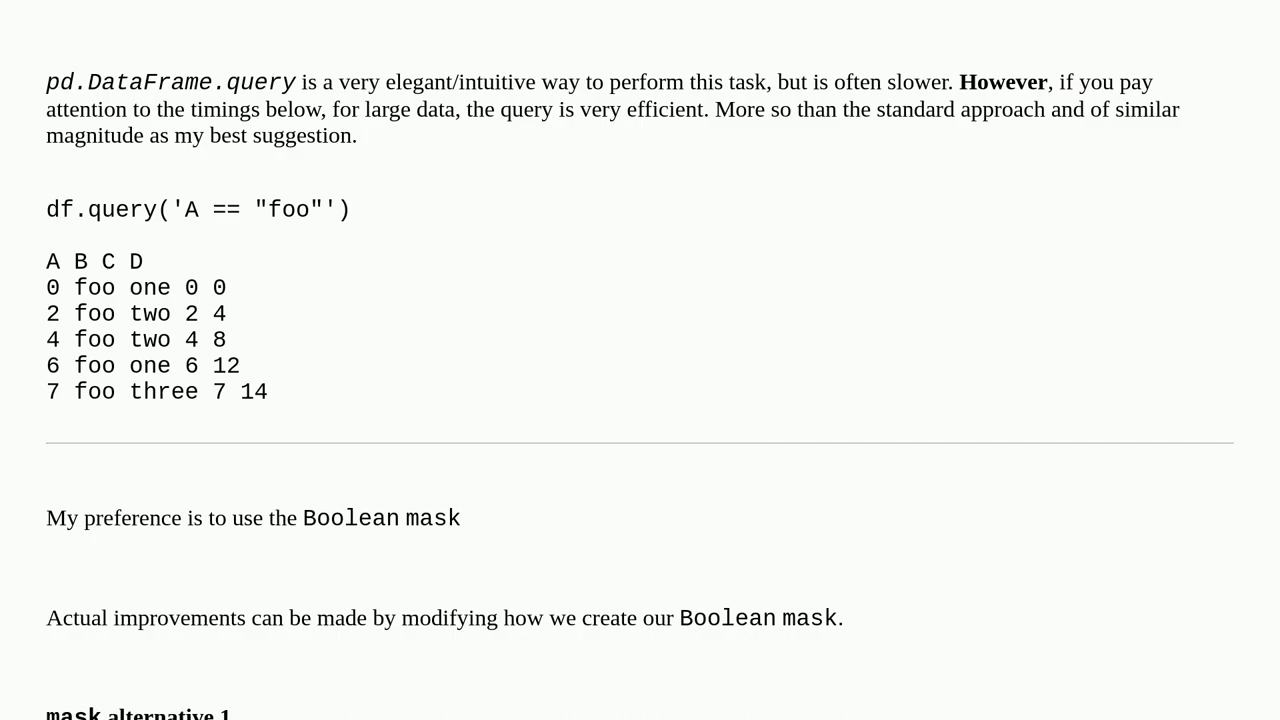 pd.DataFrame.query is a very elegant/intuitive way to perform this task, but is often slower. However, if you pay
attention to the timings below, for large data, the query is very efficient. More so than the standard approach and of similar
magnitude as my best suggestion.
df.query('A == "foo"')
A B C D
0 foo one 0 0
2 foo two 2 4
4 foo two 4 8
6 foo one 6 12
7 foo three 7 14
My preference is to use the Boolean mask
Actual improvements can be made by modifying how we create our Boolean mask.
mask alternative 1